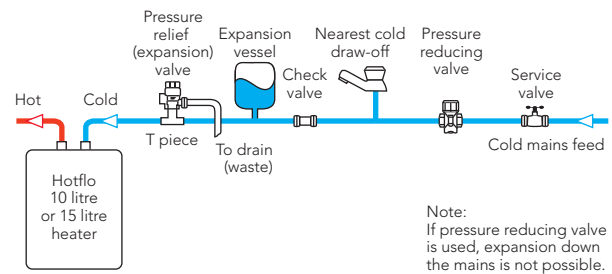 Pressure
relief
(expansion)
valve
Expansion
vessel
Nearest cold
draw-off
Pressure
reducing
valve
Check
valve
Service
valve
Hot
Cold
T piece
To drain
(waste)
Cold mains feed
Hotflo
10 litre
or 15 litre
heater
Note:
If pressure reducing valve
is used, expansion down
the mains is not possible.